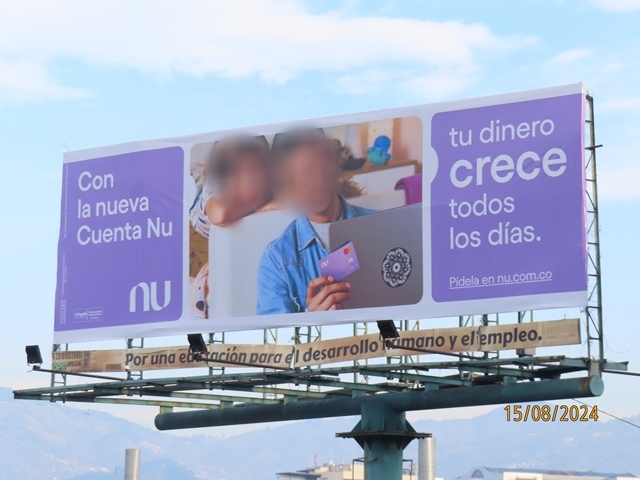 Con
la nueva
Cuenta Nu
nu
tu dinero
crece
todos
los días.
Pídela en nu.com.co
nu
Por una educación para el desarrollo humano y el empleo.
15/08/2024